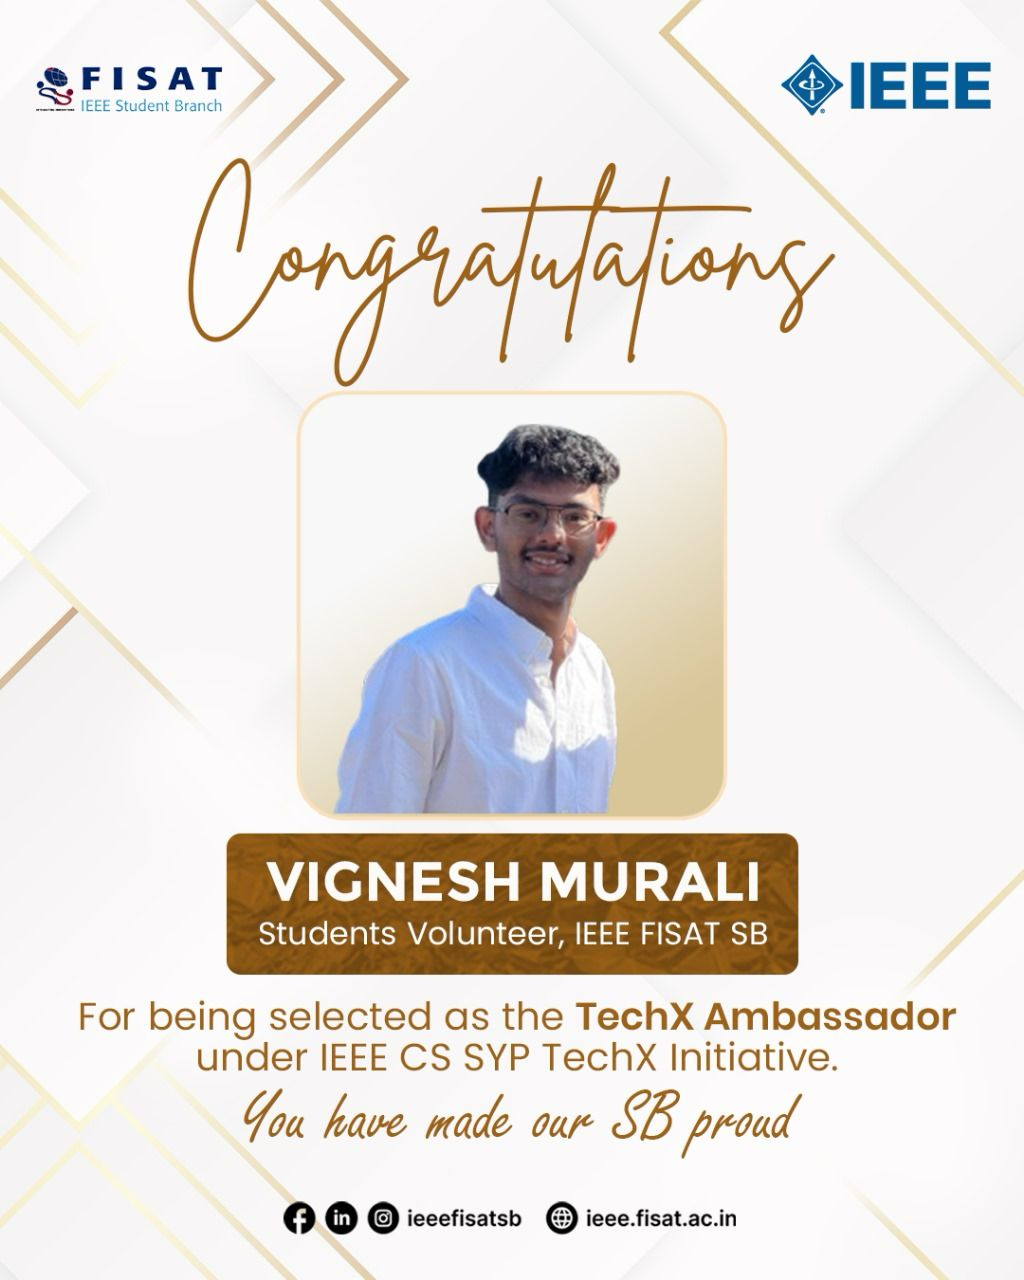 FISAT
IEEE Student Branch
IEEE
Congratulations
VIGNESH MURALI
Students Volunteer, IEEE FISAT SB
For being selected as the TechX Ambassador
under IEEE CS SYP TechX Initiative.
You have made our SB proud
ieeefisatsb ieee.fisat.ac.in